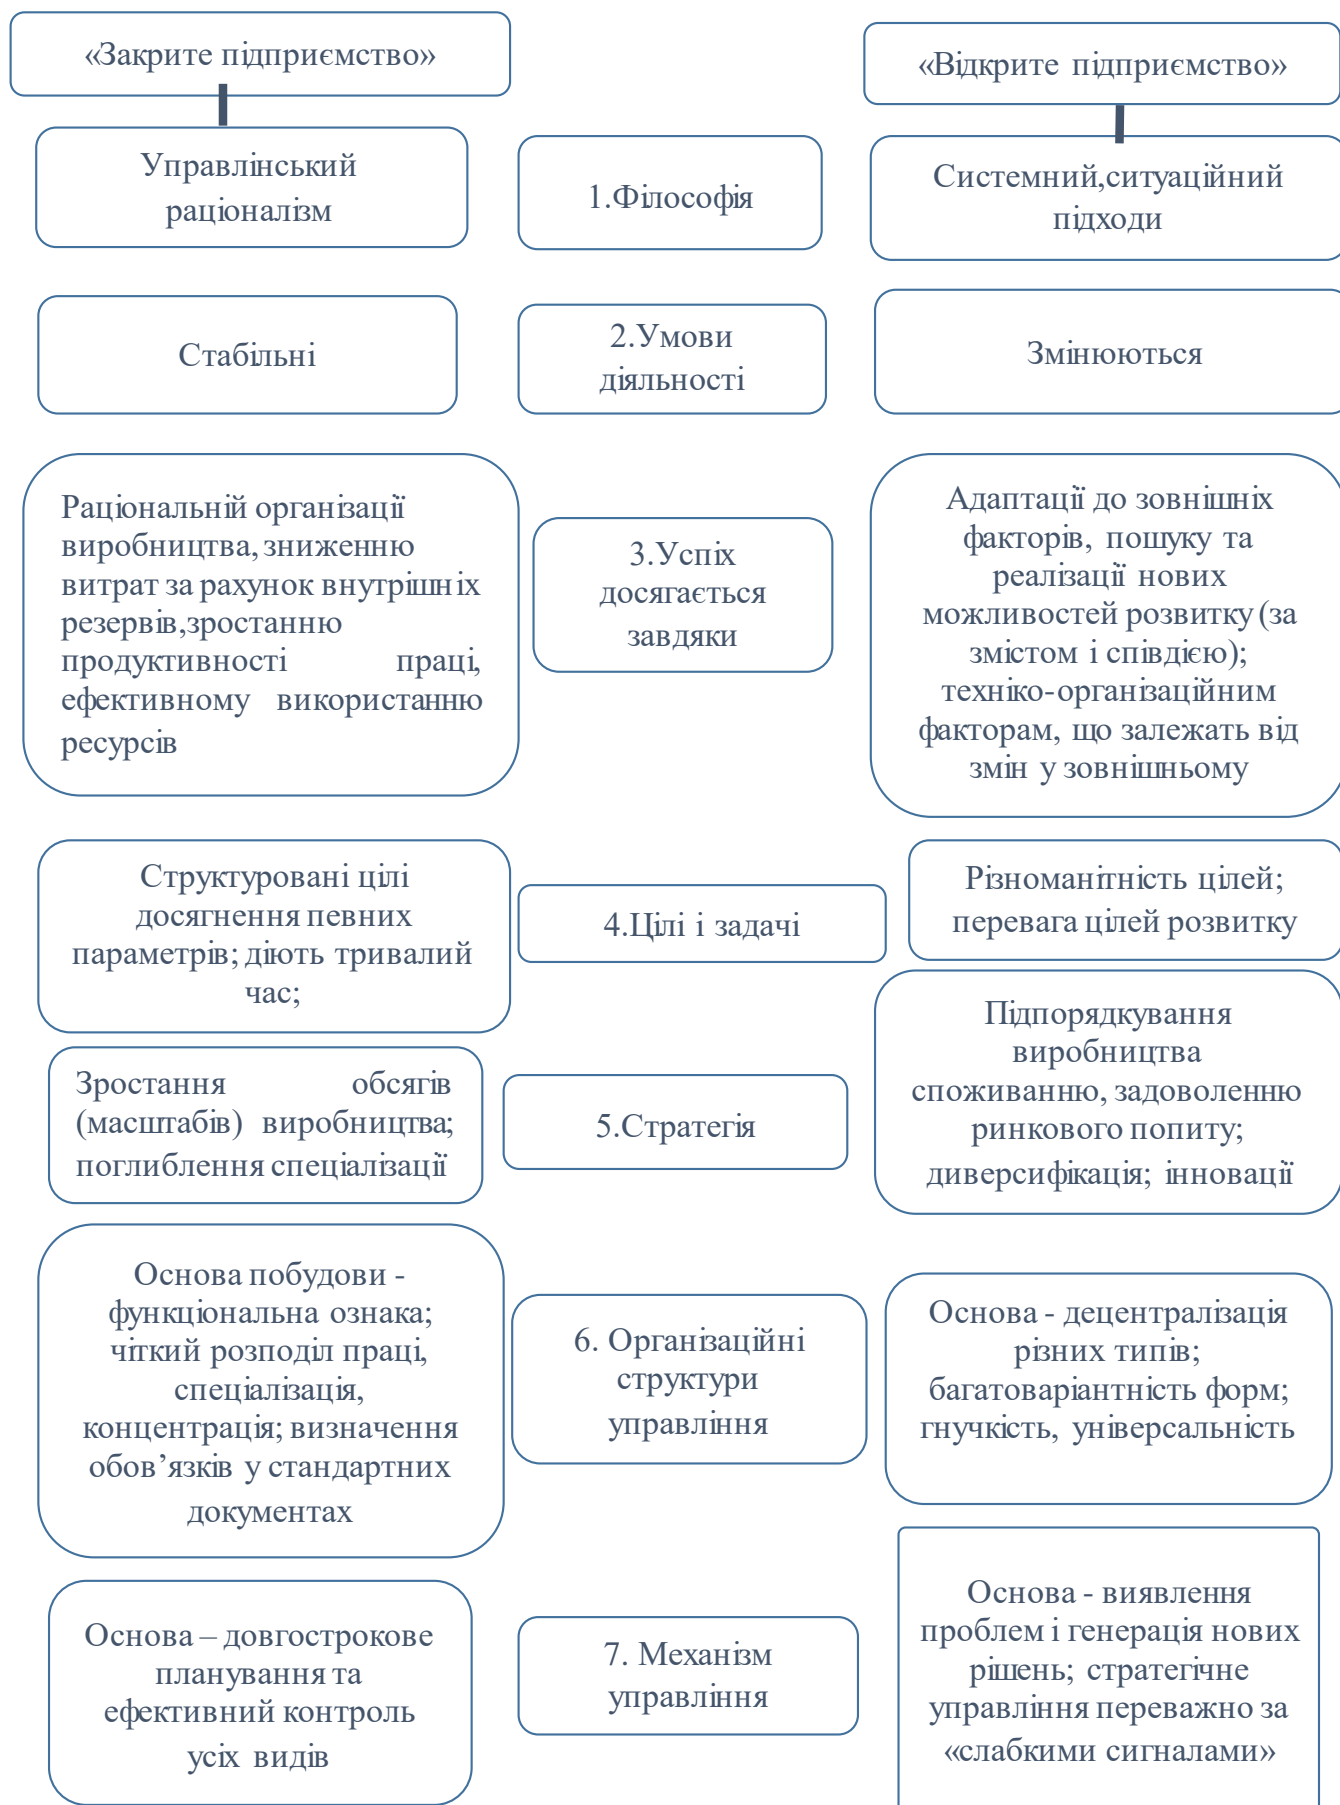 «Закрите підприємство»
«Відкрите підприємство»
Управлінський
раціоналізм
1.Філософія
Системний,ситуаційний
підходи
Стабільні
2.Умови
діяльності
Змінюються
Раціональній організації
виробництва, зниженню
витрат за рахунок внутрішніх
резервів,зростанню
продуктивності праці,
ефективному використанню
ресурсів
3.Успіх
досягається
завдяки
Адаптації до зовнішніх
факторів, пошуку та
реалізації нових
можливостей розвитку (за
змістом і співдією);
техніко-організаційним
факторам, що залежать від
змін у зовнішньому
Структуровані цілі
досягнення певних
параметрів; діють тривалий
час;
4.Цілі і задачі
Різноманітність цілей;
перевага цілей розвитку
Зростання обсягів
(масштабів) виробництва;
поглиблення спеціалізації
5.Стратегія
Підпорядкування
виробництва
споживанню, задоволенню
ринкового попиту;
диверсифікація; інновації
Основа побудови -
функціональна ознака;
чіткий розподіл праці,
спеціалізація,
концентрація; визначення
обов’язків у стандартних
документах
6. Організаційні
структури
управління
Основа - децентралізація
різних типів;
багатоваріантність форм;
гнучкість, універсальність
Основа – довгострокове
планування та
ефективний контроль
усіх видів
7. Механізм
управління
Основа - виявлення
проблем і генерація нових
рішень; стратегічне
управління переважно за
«слабкими сигналами»